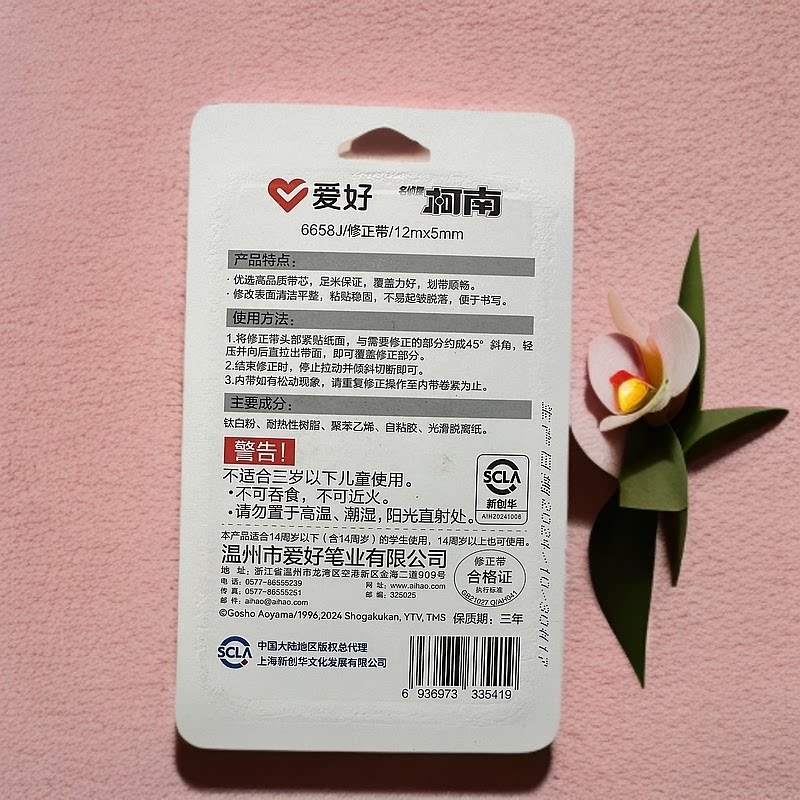 爱好
名侦探柯南
6658J/修正带/12mx5mm
产品特点：
· 优选高品质带芯，足米保证，覆盖力好，划带顺畅。
· 修改表面清洁平整，粘贴稳固，不易起皱脱落，便于书写。
使用方法：
1.将修正带头部紧贴纸面，与需要修正的部分约成45°斜角，轻
压并向后直拉出带面，即可覆盖修正部分。
2.结束修正时，停止拉动并倾斜切断即可。
3.内带如有松动现象，请重复修正操作至内带卷紧为止。
主要成分：
钛白粉、耐热性树脂、聚苯乙烯、自粘胶、光滑脱离纸。
警告！
不适合三岁以下儿童使用。
·不可吞食，不可近火。
·请勿置于高温、潮湿，阳光直射处。
SCLA
新创华
AIH20241008
本产品适合14周岁以下（含14周岁）的学生使用，14周岁以上也可使用。
温州市爱好笔业有限公司
地 址：浙江省温州市龙湾区空港新区金海二道909号
电 话：0577-86555239 网 址：www.aihao.com
传 真：0577-86555251 邮 编：325025
邮 件：aihao@aihao.com
修正带
合格证
执行标准
GB21027 Q/AH041
©Gosho Aoyama/1996,2024 Shogakukan, YTV, TMS 保质期：三年
SCLA
中国大陆地区版权总代理
上海新创华文化发展有限公司
6 936973 335419